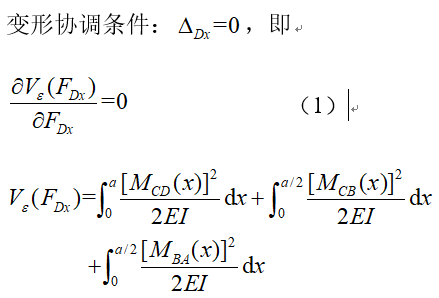 变形协调条件：Δ_{Dx}=0，即↵
∂V_ε(F_{Dx})/∂F_{Dx}=0 （1）↵
V_ε(F_{Dx})=∫_0^a [M_{CD}(x)]²/2EI dx+∫_0^{a/2} [M_{CB}(x)]²/2EI dx
+∫_0^{a/2} [M_{BA}(x)]²/2EI dx